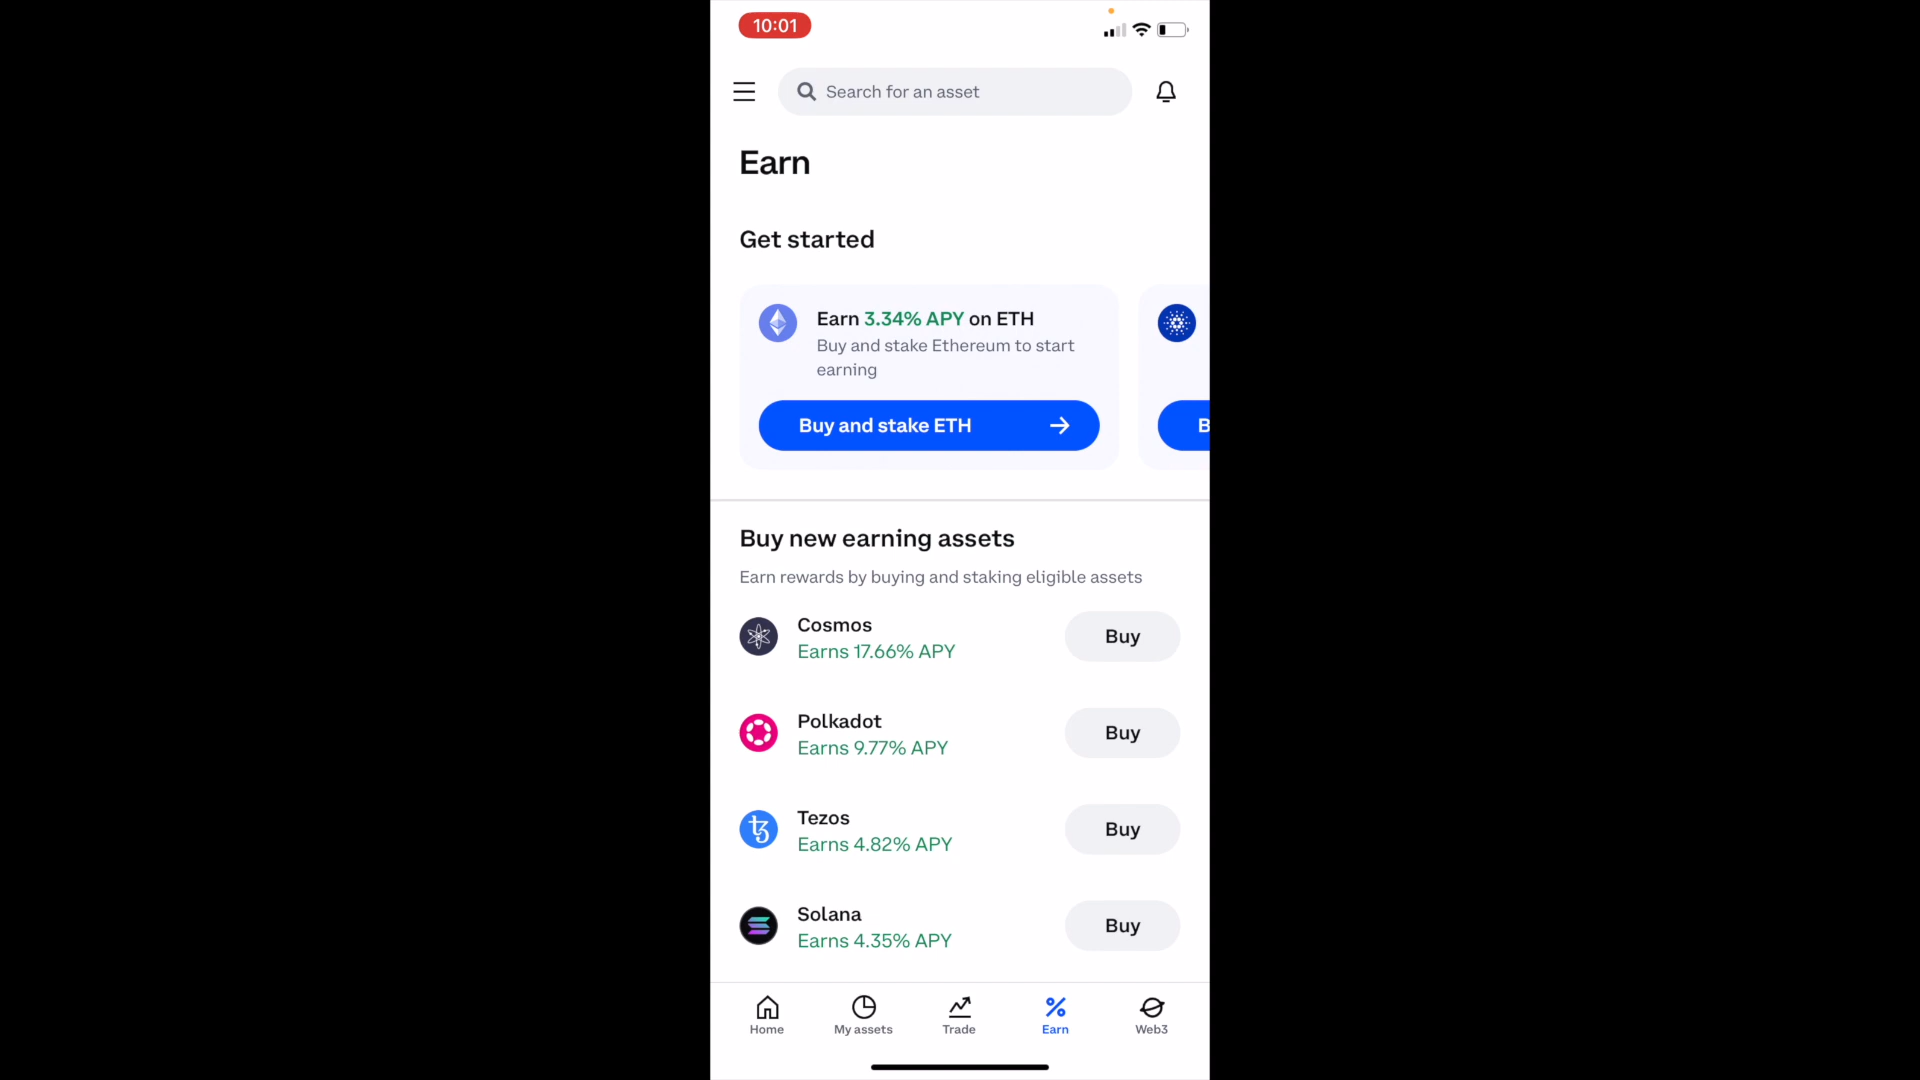 10:01
Search for an asset
Earn
Get started
Earn 3.34% APY on ETH
Buy and stake Ethereum to start
earning
Buy and stake ETH
B
Buy new earning assets
Earn rewards by buying and staking eligible assets
Cosmos
Earns 17.66% APY
Buy
Polkadot
Earns 9.77% APY
Buy
Tezos
Earns 4.82% APY
Buy
Solana
Earns 4.35% APY
Buy
Home
My assets
Trade
Earn
Web3